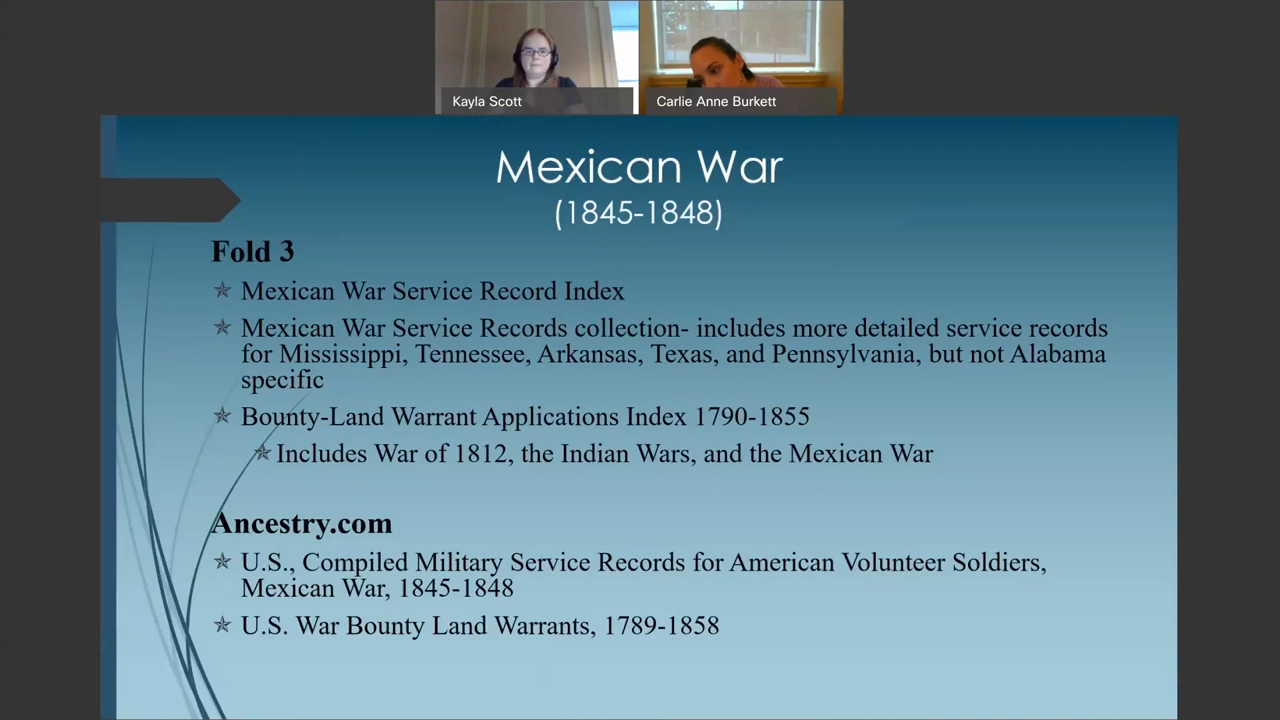 Kayla Scott
Carlie Anne Burkett
Mexican War
(1845-1848)
Fold 3
Mexican War Service Record Index
Mexican War Service Records collection- includes more detailed service records
for Mississippi, Tennessee, Arkansas, Texas, and Pennsylvania, but not Alabama
specific
Bounty-Land Warrant Applications Index 1790-1855
Includes War of 1812, the Indian Wars, and the Mexican War
Ancestry.com
U.S., Compiled Military Service Records for American Volunteer Soldiers,
Mexican War, 1845-1848
U.S. War Bounty Land Warrants, 1789-1858